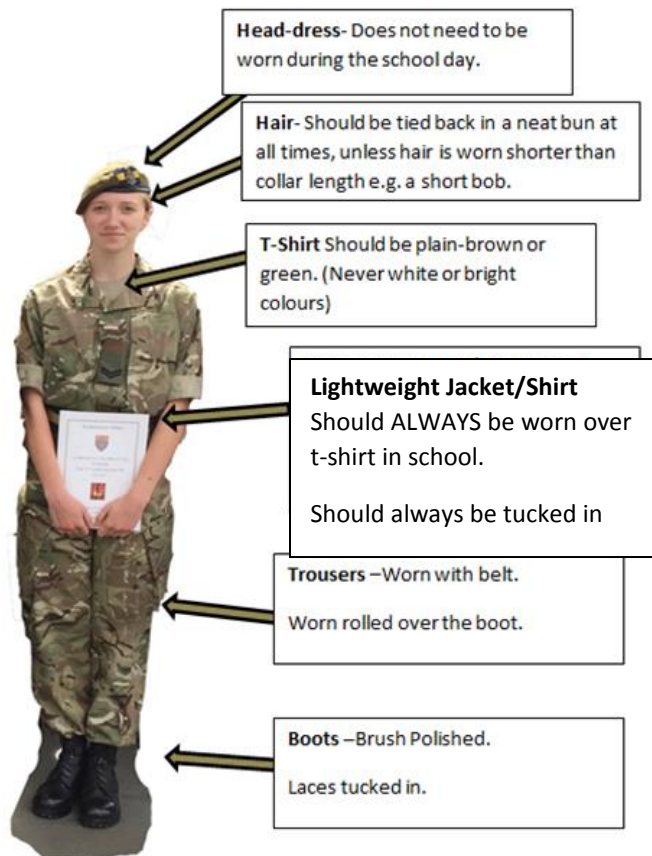 Head-dress- Does not need to be
worn during the school day.
Hair- Should be tied back in a neat bun at
all times, unless hair is worn shorter than
collar length e.g. a short bob.
T-Shirt Should be plain-brown or
green. (Never white or bright
colours)
Lightweight Jacket/Shirt
Should ALWAYS be worn over
t-shirt in school.
Should always be tucked in
Trousers –Worn with belt.
Worn rolled over the boot.
Boots –Brush Polished.
Laces tucked in.